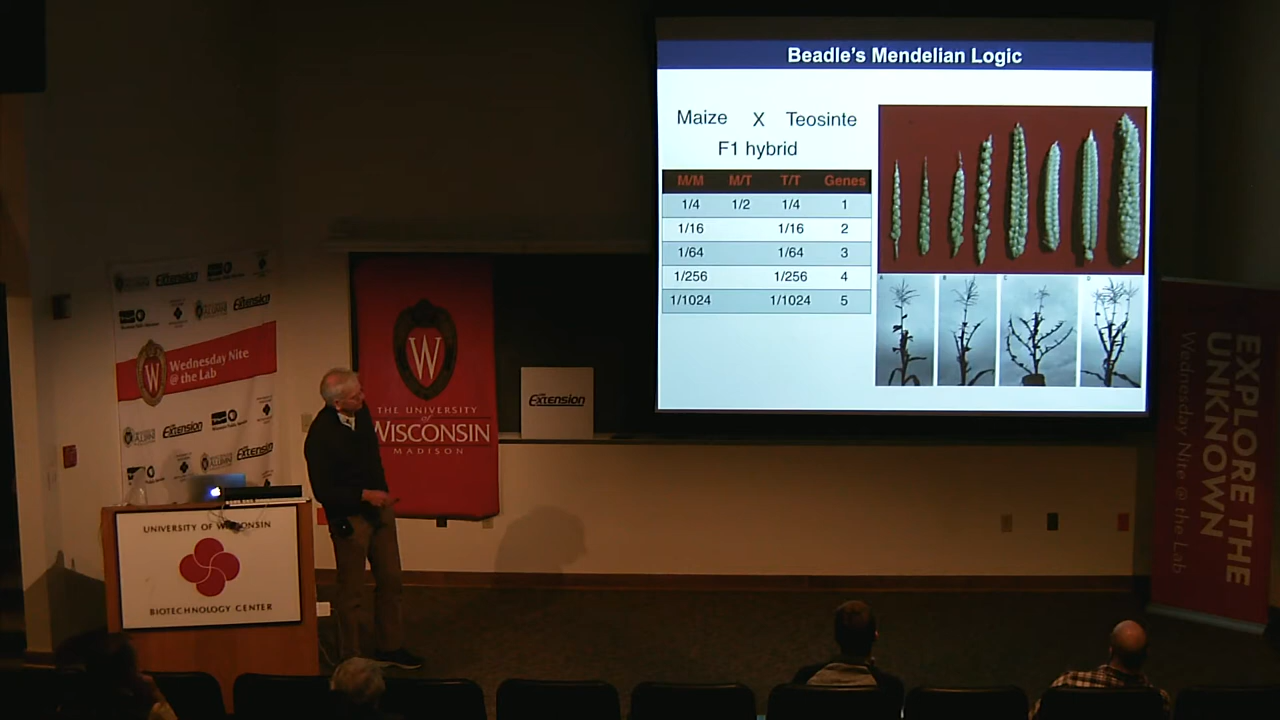 Beadle's Mendelian Logic
Maize X Teosinte
F1 hybrid
M/M M/T T/T Genes
1/4 1/2 1/4 1
1/16 1/16 2
1/64 1/64 3
1/256 1/256 4
1/1024 1/1024 5
A B C D
Extension
Wednesday Nite
@ the Lab
Extension
Extension
Extension
W
THE UNIVERSITY
of
WISCONSIN
MADISON
Extension
UNIVERSITY OF WISCONSIN
BIOTECHNOLOGY CENTER
EXPLORE THE
UNKNOWN
Wednesday Nite @ the Lab